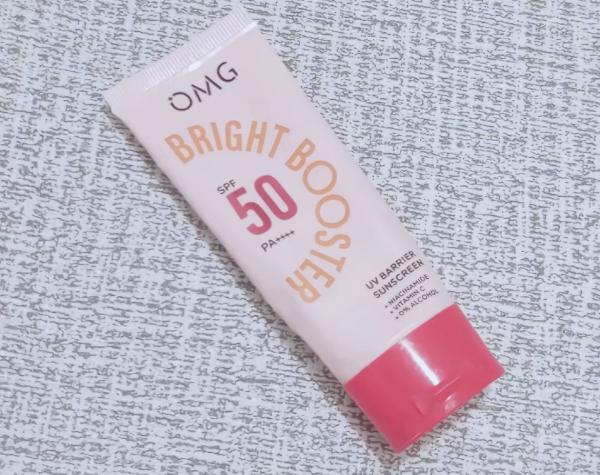 OMG
BRIGHT BOOSTER
SPF
50
PA++++
UV BARRIER
SUNSCREEN
• NIACINAMIDE
• VITAMIN C
• 0% ALCOHOL